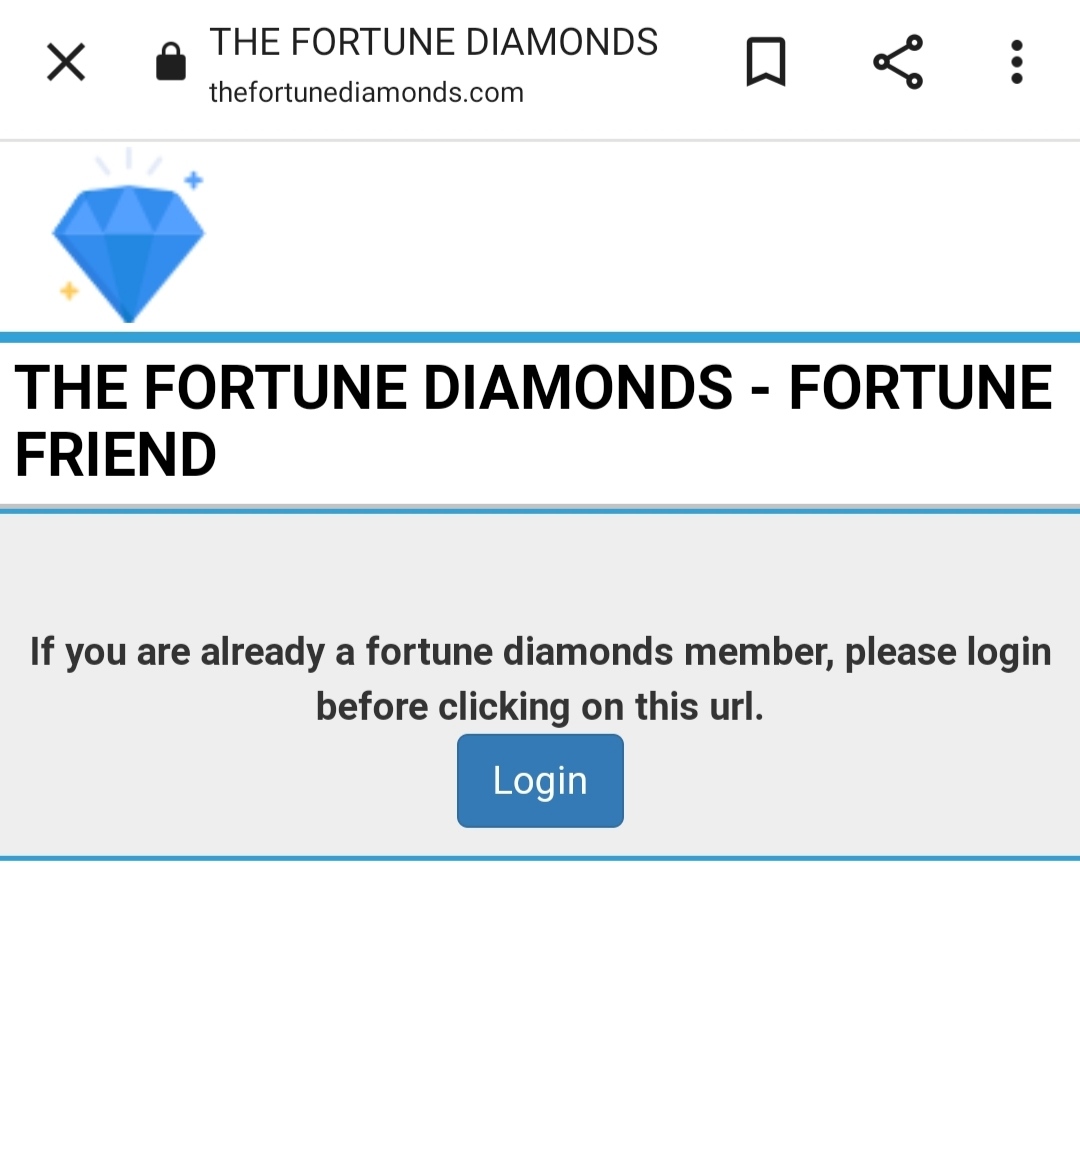 THE FORTUNE DIAMONDS
thefortunediamonds.com
THE FORTUNE DIAMONDS - FORTUNE
FRIEND
If you are already a fortune diamonds member, please login
before clicking on this url.
Login